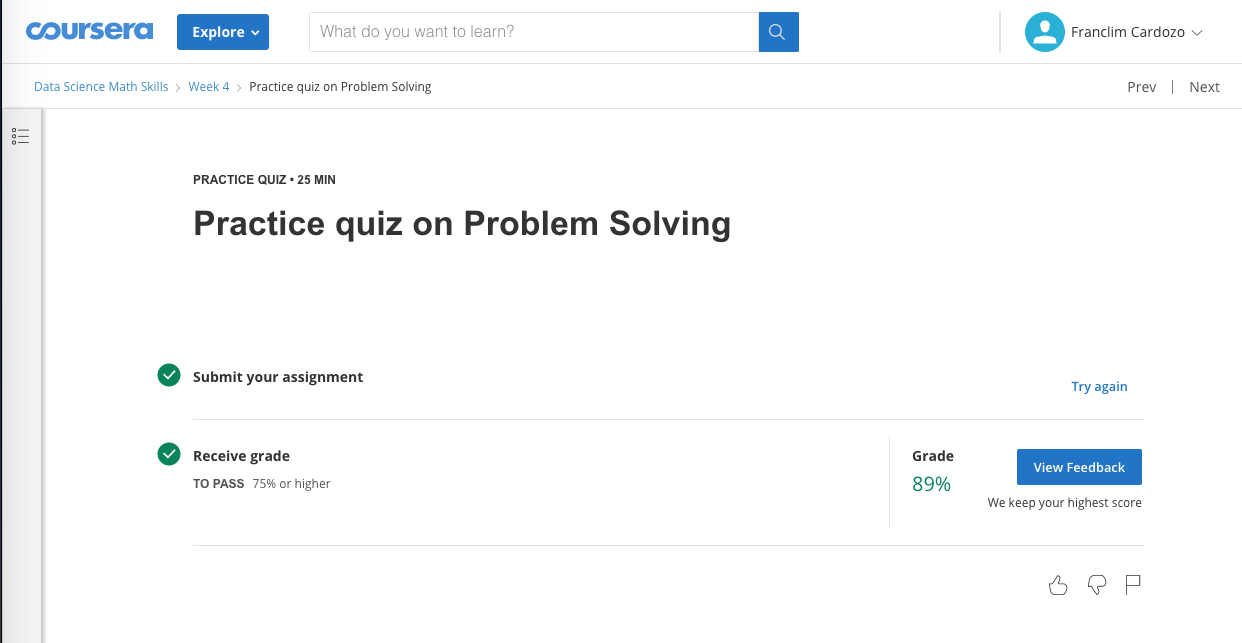 coursera Explore What do you want to learn? Franclim Cardozo
Data Science Math Skills Week 4 Practice quiz on Problem Solving Prev Next
PRACTICE QUIZ • 25 MIN
Practice quiz on Problem Solving
Submit your assignment
Try again
Receive grade
TO PASS 75% or higher
Grade
89%
View Feedback
We keep your highest score